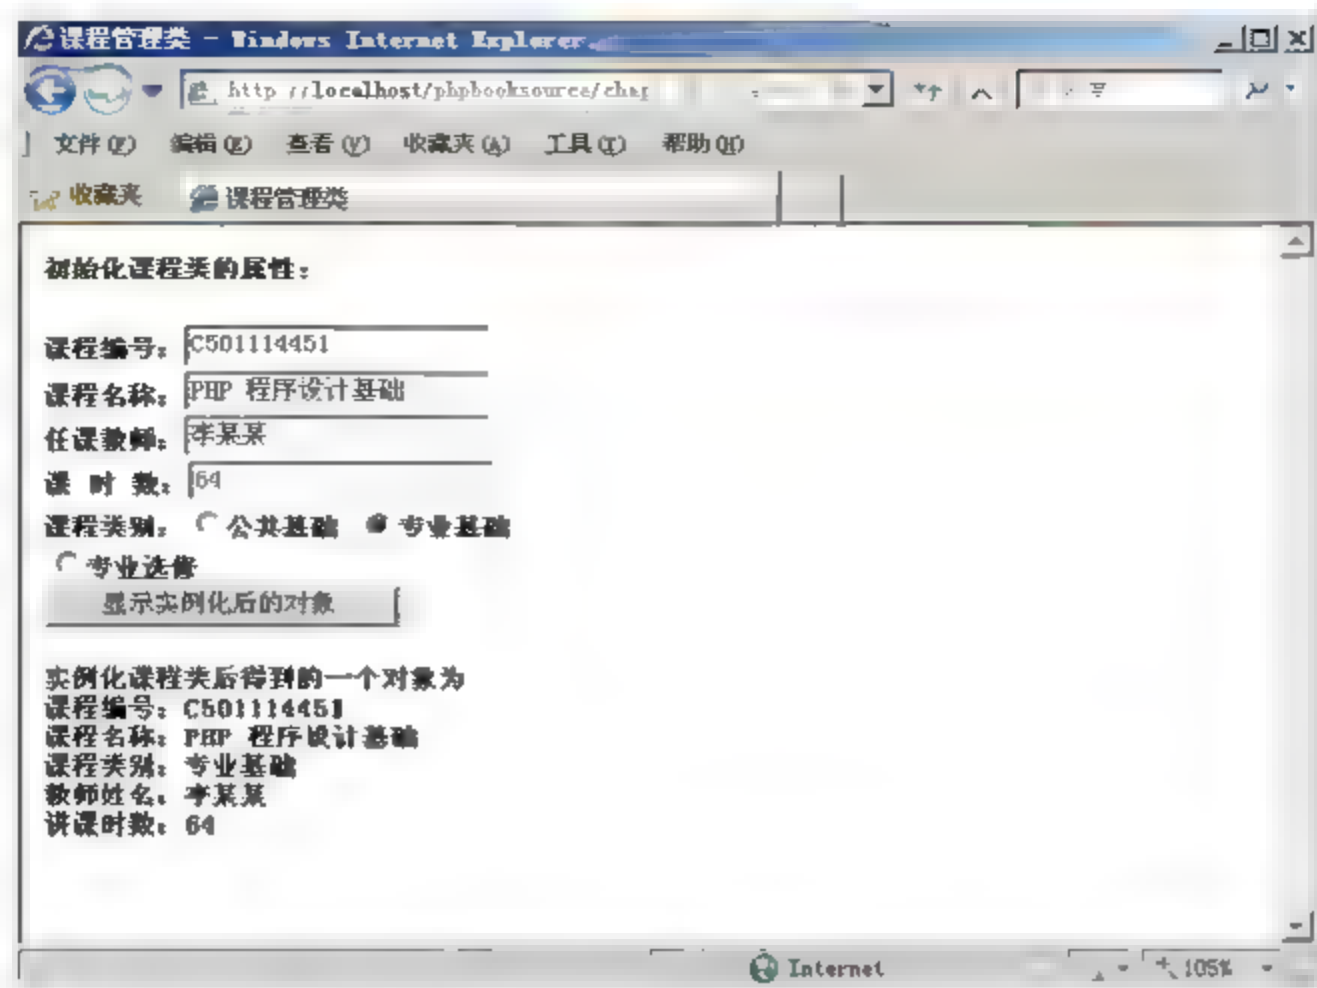 课程管理类 - Windows Internet Explorer
http://localhost/phpbooksource/chap
文件(F) 编辑(E) 查看(V) 收藏夹(A) 工具(T) 帮助(H)
收藏夹 课程管理类
初始化课程类的属性:
课程编号: C501114451
课程名称: PHP 程序设计基础
任课教师: 李某某
课 时 数: 64
课程类别: 公共基础 专业基础
专业选修
显示实例化后的对象
实例化课程类后得到的一个对象为
课程编号: C501114451
课程名称: PHP 程序设计基础
课程类别: 专业基础
教师姓名: 李某某
讲课时数: 64
Internet 105%